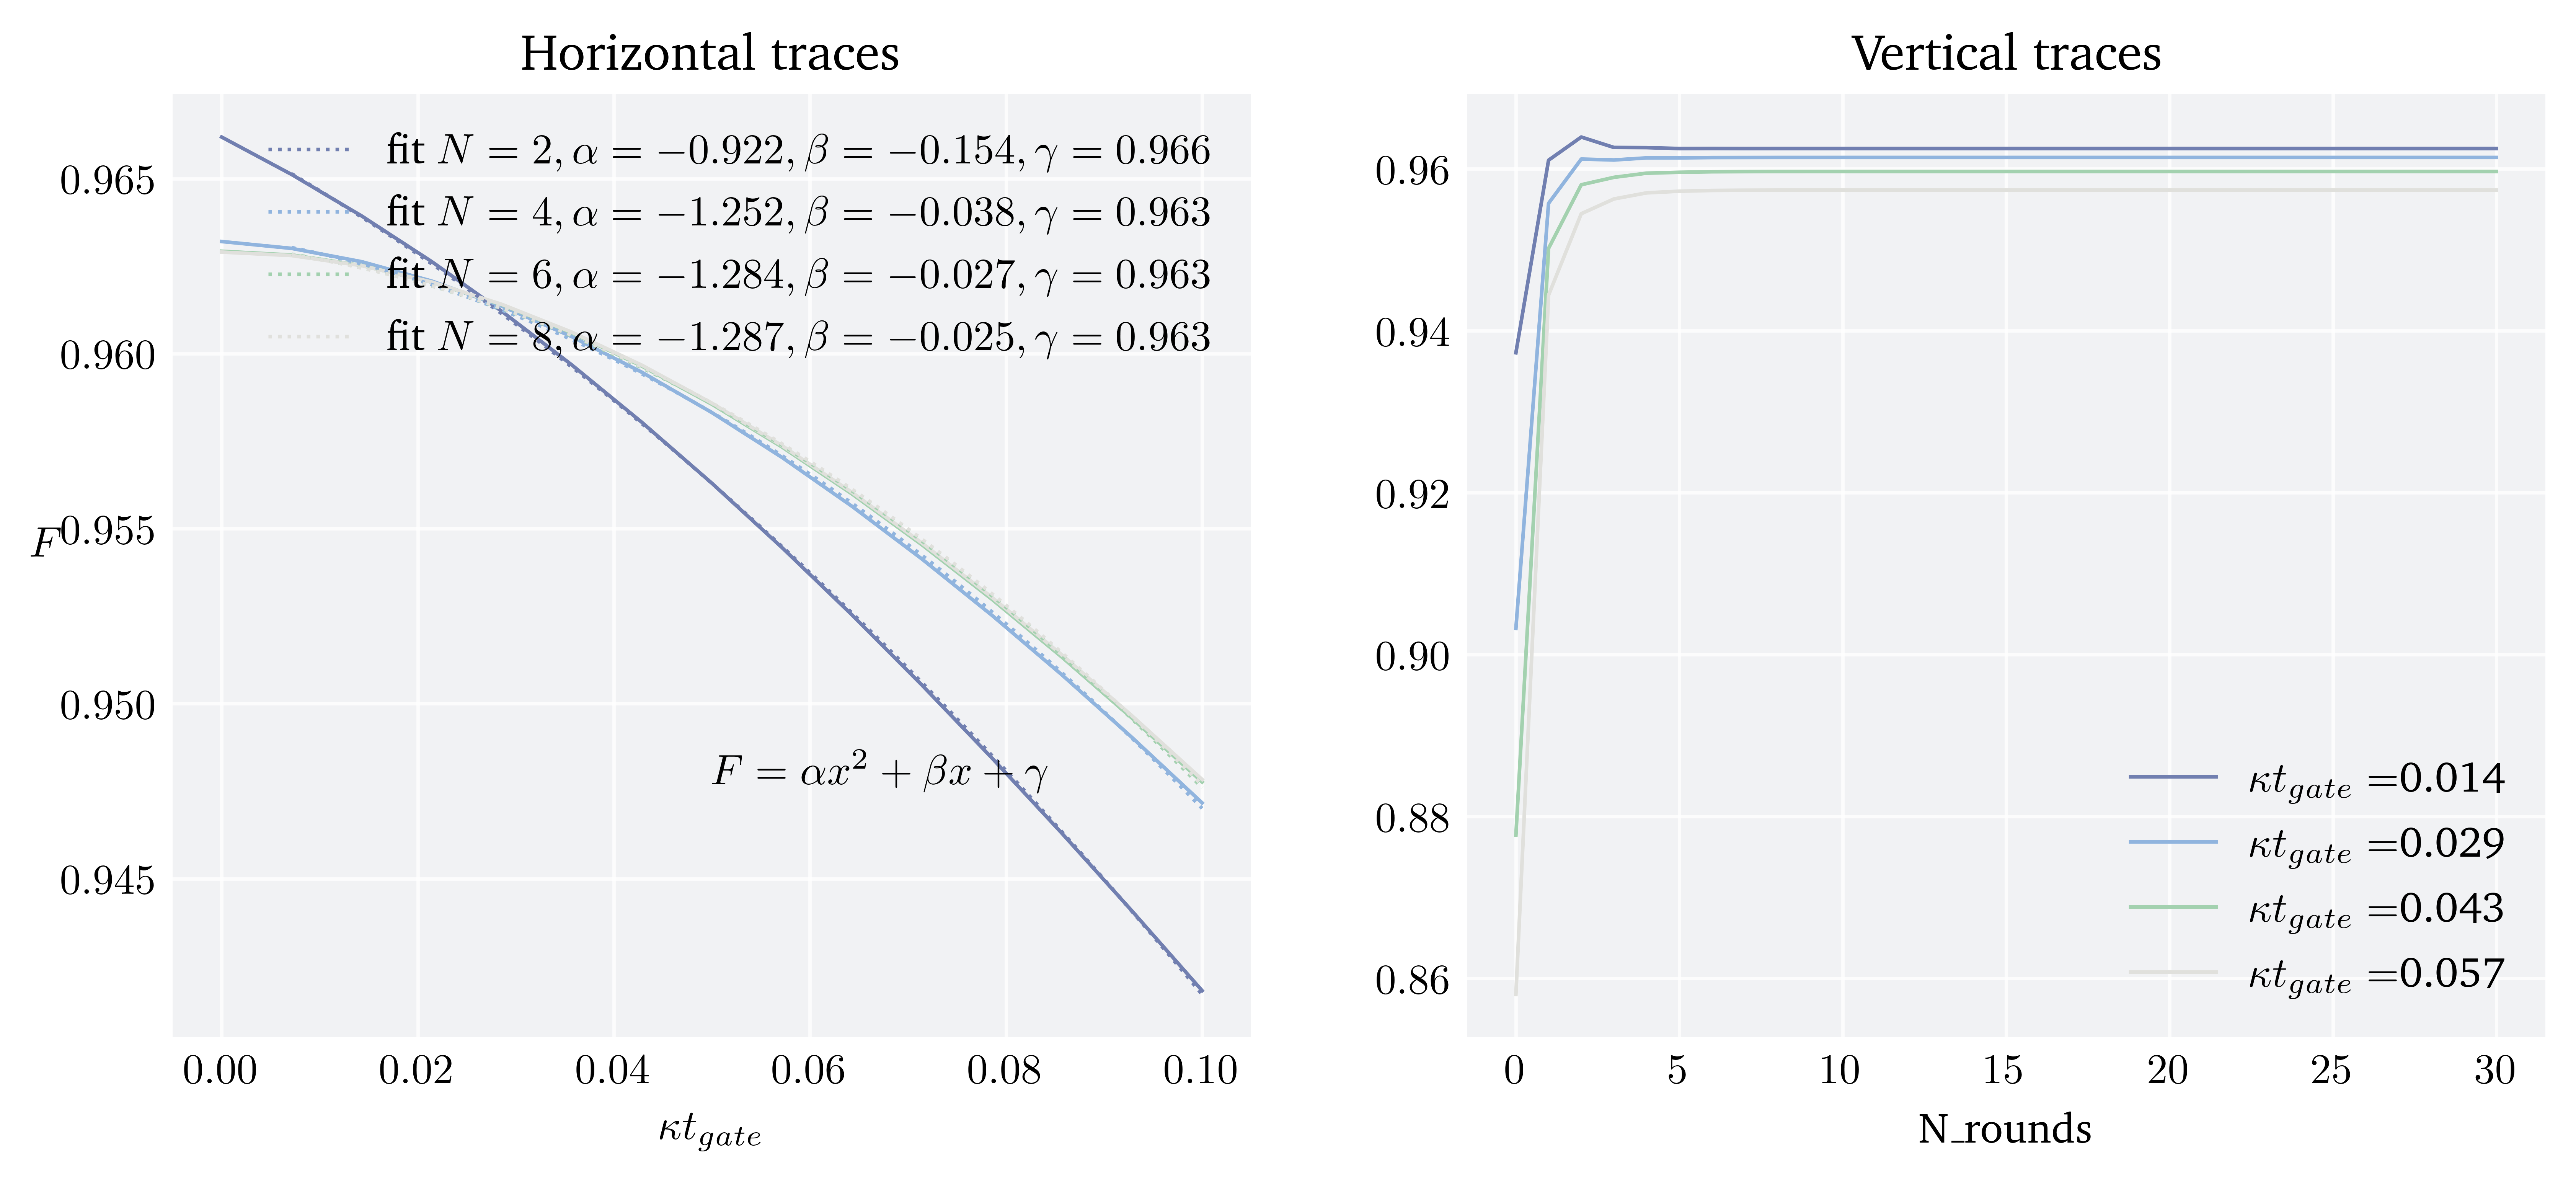 Horizontal traces
fit N = 2, α = −0.922, β = −0.154, γ = 0.966
fit N = 4, α = −1.252, β = −0.038, γ = 0.963
fit N = 6, α = −1.284, β = −0.027, γ = 0.963
fit N = 8, α = −1.287, β = −0.025, γ = 0.963
F = αx² + βx + γ
F
0.965
0.960
0.955
0.950
0.945
0.00 0.02 0.04 0.06 0.08 0.10
κt_gate
Vertical traces
0.96
0.94
0.92
0.90
0.88
0.86
κt_gate =0.014
κt_gate =0.029
κt_gate =0.043
κt_gate =0.057
0 5 10 15 20 25 30
N_rounds